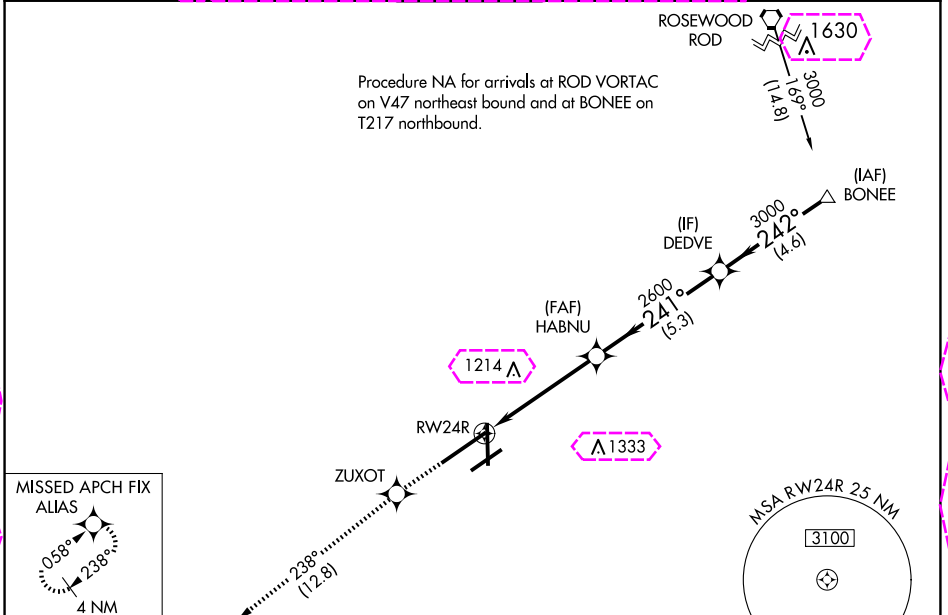 ROSEWOOD
ROD
1630
Procedure NA for arrivals at ROD VORTAC
on V47 northeast bound and at BONEE on
T217 northbound.
3000
169°
(14.8)
(IAF)
BONEE
3000
242°
(4.6)
(IF)
DEDVE
2600
241°
(5.3)
(FAF)
HABNU
1214
RW24R
1333
ZUXOT
MISSED APCH FIX
ALIAS
058°
238°
4 NM
238°
(12.8)
MSA RW24R 25 NM
3100